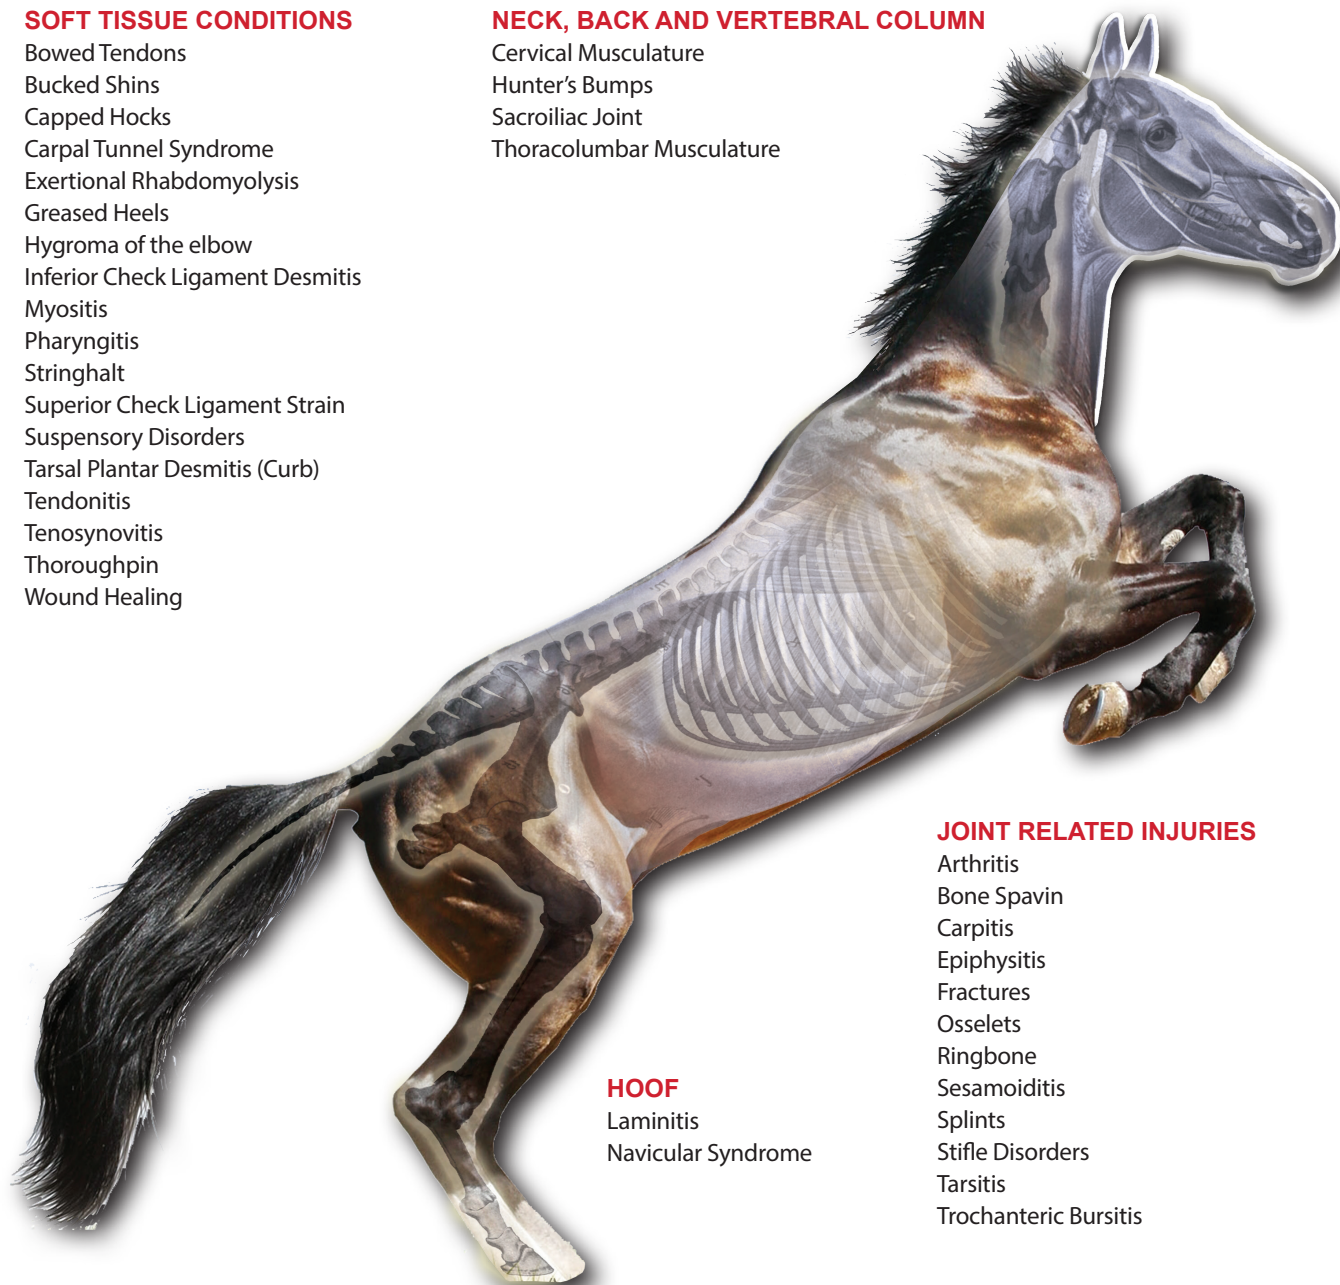 SOFT TISSUE CONDITIONS
Bowed Tendons
Bucked Shins
Capped Hocks
Carpal Tunnel Syndrome
Exertional Rhabdomyolysis
Greased Heels
Hygroma of the elbow
Inferior Check Ligament Desmitis
Myositis
Pharyngitis
Stringhalt
Superior Check Ligament Strain
Suspensory Disorders
Tarsal Plantar Desmitis (Curb)
Tendonitis
Tenosynovitis
Thoroughpin
Wound Healing
NECK, BACK AND VERTEBRAL COLUMN
Cervical Musculature
Hunter’s Bumps
Sacroiliac Joint
Thoracolumbar Musculature
HOOF
Laminitis
Navicular Syndrome
JOINT RELATED INJURIES
Arthritis
Bone Spavin
Carpitis
Epiphysitis
Fractures
Osselets
Ringbone
Sesamoiditis
Splints
Stifle Disorders
Tarsitis
Trochanteric Bursitis